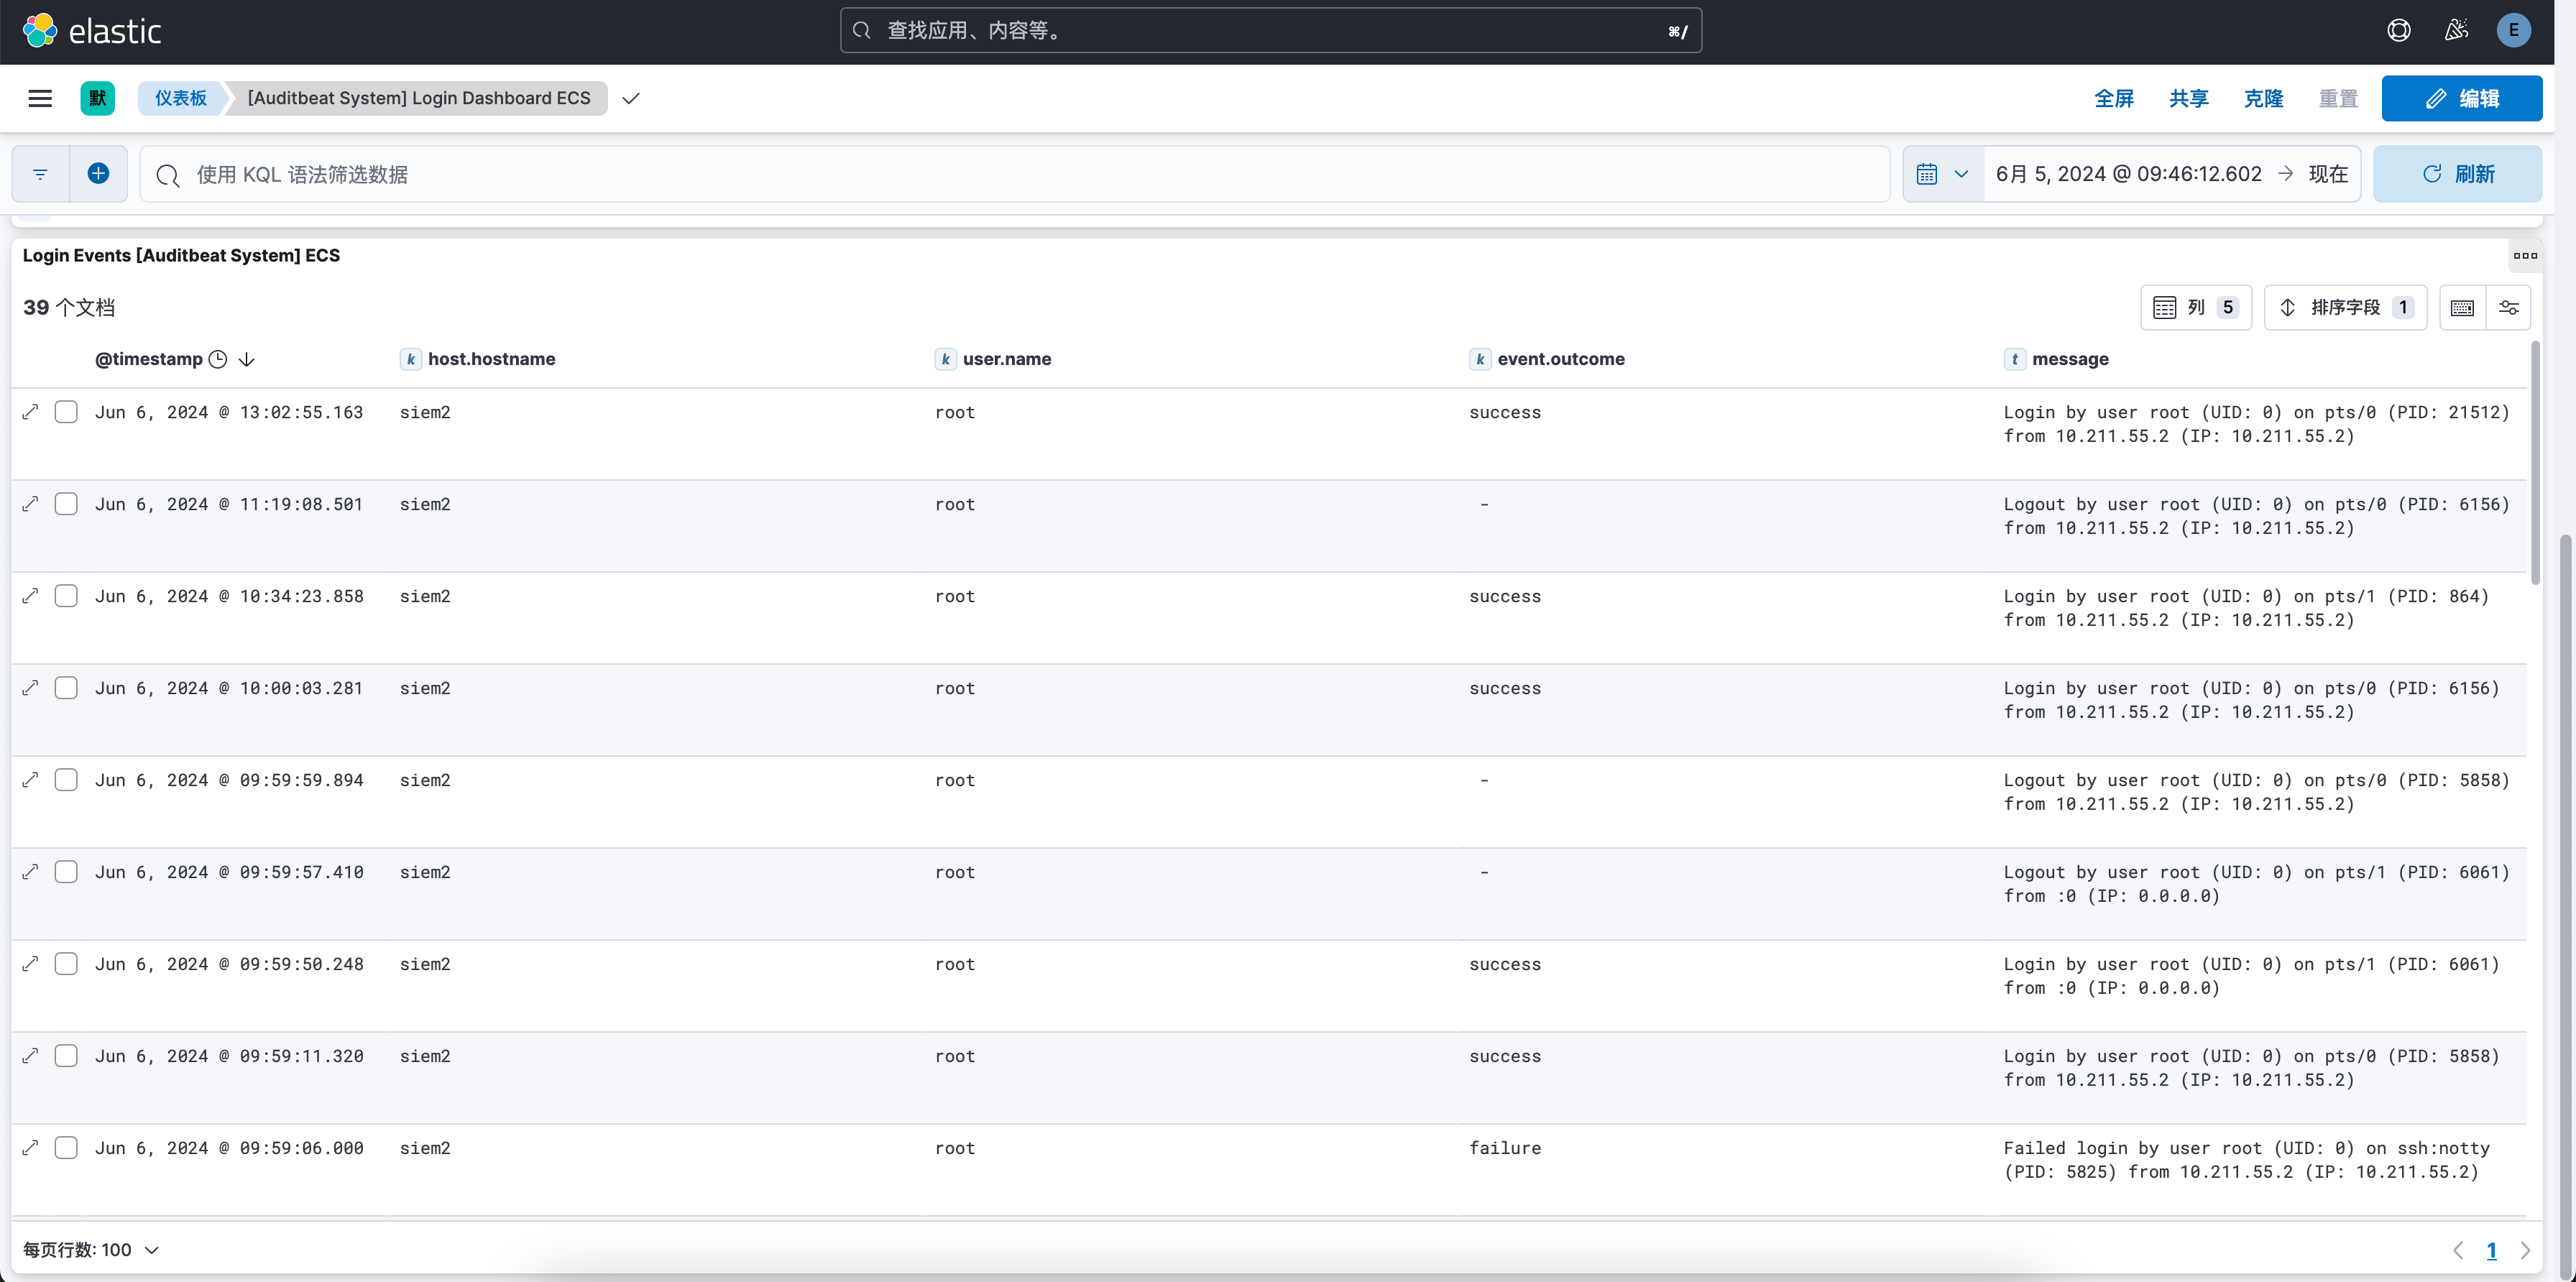 elastic
查找应用、内容等。
⌘/
E
默
仪表板
[Auditbeat System] Login Dashboard ECS
全屏
共享
克隆
重置
编辑
使用 KQL 语法筛选数据
6月 5, 2024 @ 09:46:12.602 → 现在
刷新
Login Events [Auditbeat System] ECS
39 个文档
列 5
排序字段 1
@timestamp
k host.hostname
k user.name
k event.outcome
t message
Jun 6, 2024 @ 13:02:55.163 siem2 root success Login by user root (UID: 0) on pts/0 (PID: 21512)
from 10.211.55.2 (IP: 10.211.55.2)
Jun 6, 2024 @ 11:19:08.501 siem2 root - Logout by user root (UID: 0) on pts/0 (PID: 6156)
from 10.211.55.2 (IP: 10.211.55.2)
Jun 6, 2024 @ 10:34:23.858 siem2 root success Login by user root (UID: 0) on pts/1 (PID: 864)
from 10.211.55.2 (IP: 10.211.55.2)
Jun 6, 2024 @ 10:00:03.281 siem2 root success Login by user root (UID: 0) on pts/0 (PID: 6156)
from 10.211.55.2 (IP: 10.211.55.2)
Jun 6, 2024 @ 09:59:59.894 siem2 root - Logout by user root (UID: 0) on pts/0 (PID: 5858)
from 10.211.55.2 (IP: 10.211.55.2)
Jun 6, 2024 @ 09:59:57.410 siem2 root - Logout by user root (UID: 0) on pts/1 (PID: 6061)
from :0 (IP: 0.0.0.0)
Jun 6, 2024 @ 09:59:50.248 siem2 root success Login by user root (UID: 0) on pts/1 (PID: 6061)
from :0 (IP: 0.0.0.0)
Jun 6, 2024 @ 09:59:11.320 siem2 root success Login by user root (UID: 0) on pts/0 (PID: 5858)
from 10.211.55.2 (IP: 10.211.55.2)
Jun 6, 2024 @ 09:59:06.000 siem2 root failure Failed login by user root (UID: 0) on ssh:notty
(PID: 5825) from 10.211.55.2 (IP: 10.211.55.2)
每页行数: 100
1